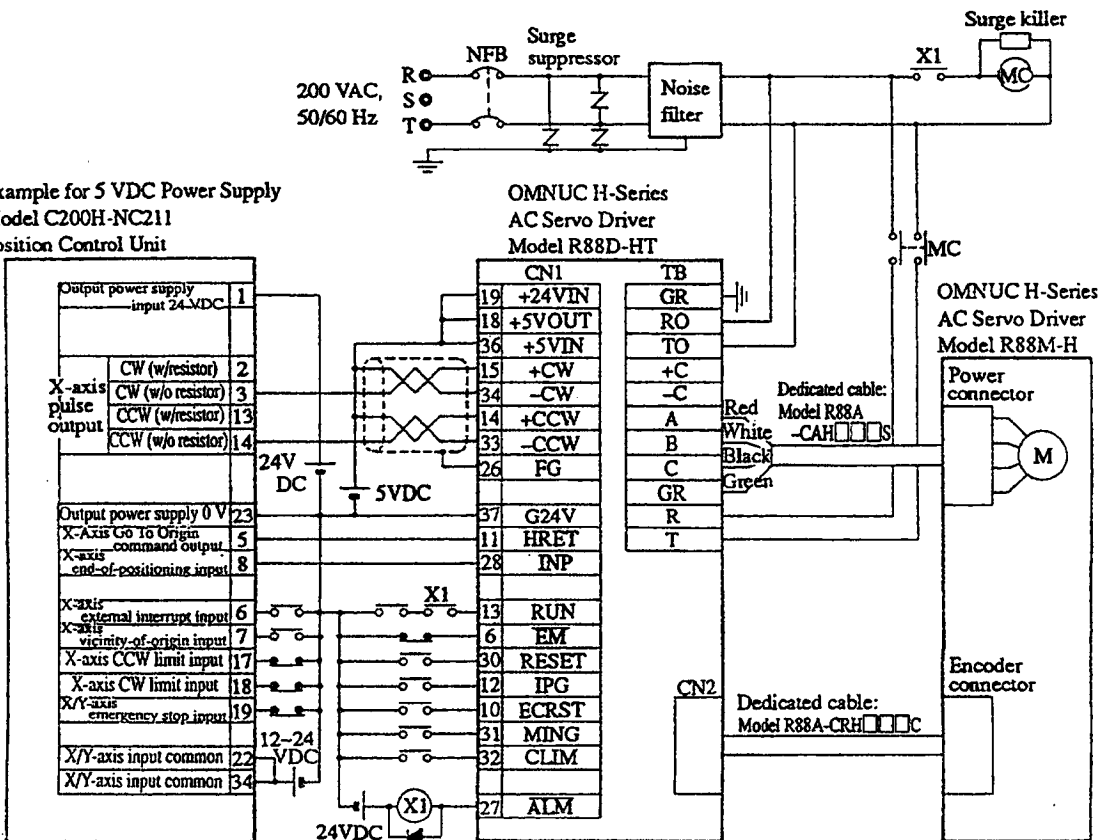 Surge killer
Surge
suppressor
NFB
X1
MC
R
S
T
200 VAC,
50/60 Hz
Noise
filter
xample for 5 VDC Power Supply
odel C200H-NC211
osition Control Unit
OMNUC H-Series
AC Servo Driver
Model R88D-HT
MC
OMNUC H-Series
AC Servo Driver
Model R88M-H
Output power supply
input 24-VDC 1
X-axis
pulse
output
CW (w/resistor) 2
CW (w/o resistor) 3
CCW (w/resistor) 13
CCW (w/o resistor) 14
Output power supply 0 V 23
X-Axis Go To Origin
command output 5
X-axis
end-of-positioning input 8
X-axis
external interrupt input 6
X-axis
vicinity-of-origin input 7
X-axis CCW limit input 17
X-axis CW limit input 18
X/Y-axis
emergency stop input 19
X/Y-axis input common 22
X/Y-axis input common 34
24V
DC
5VDC
12~24
VDC
24VDC
X1
X1
CN1
19 +24VIN
18 +5VOUT
36 +5VIN
15 +CW
34 -CW
14 +CCW
33 -CCW
26 FG
37 G24V
11 HRET
28 INP
13 RUN
6 EM
30 RESET
12 IPG
10 ECRST
31 MING
32 CLIM
27 ALM
TB
GR
RO
TO
+C
-C
A
B
C
GR
R
T
Red
White
Black
Green
Dedicated cable:
Model R88A
-CAH□□□S
Power
connector
M
Encoder
connector
CN2
Dedicated cable:
Model R88A-CRH□□□C